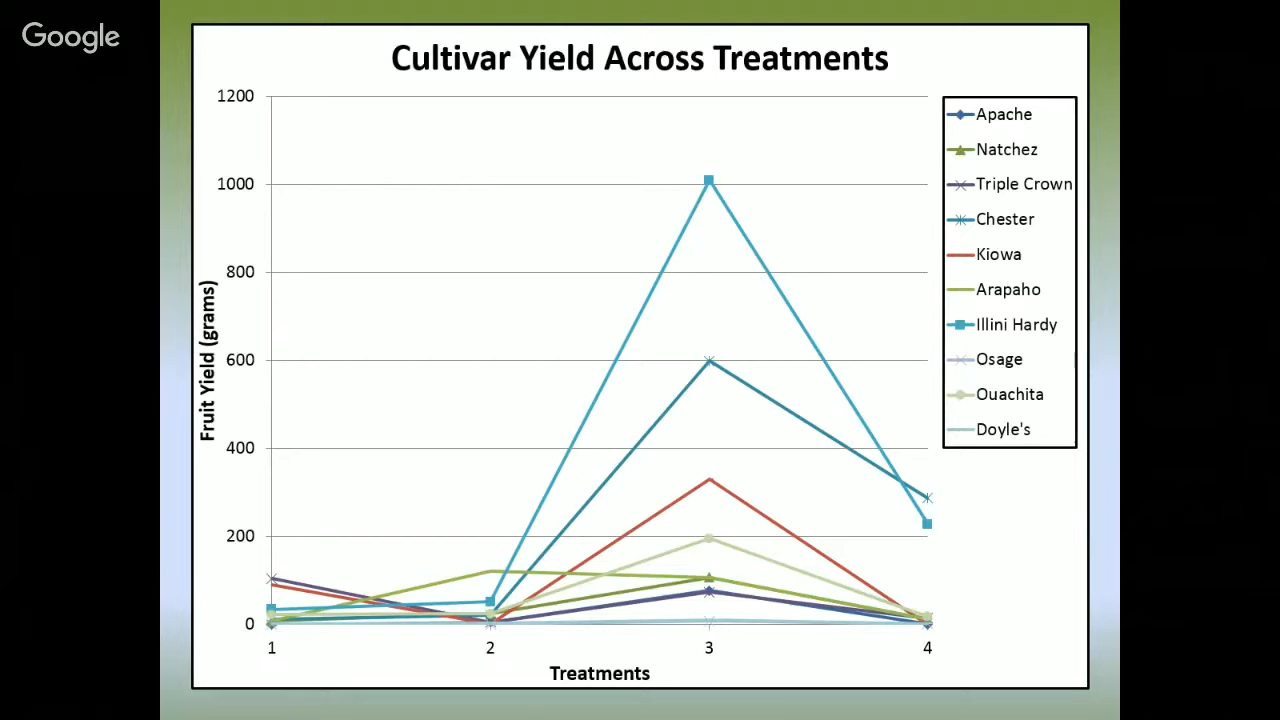 Google
Cultivar Yield Across Treatments
1200
1000
800
600
400
200
0
Fruit Yield (grams)
1 2 3 4
Treatments
Apache
Natchez
Triple Crown
Chester
Kiowa
Arapaho
Illini Hardy
Osage
Ouachita
Doyle's